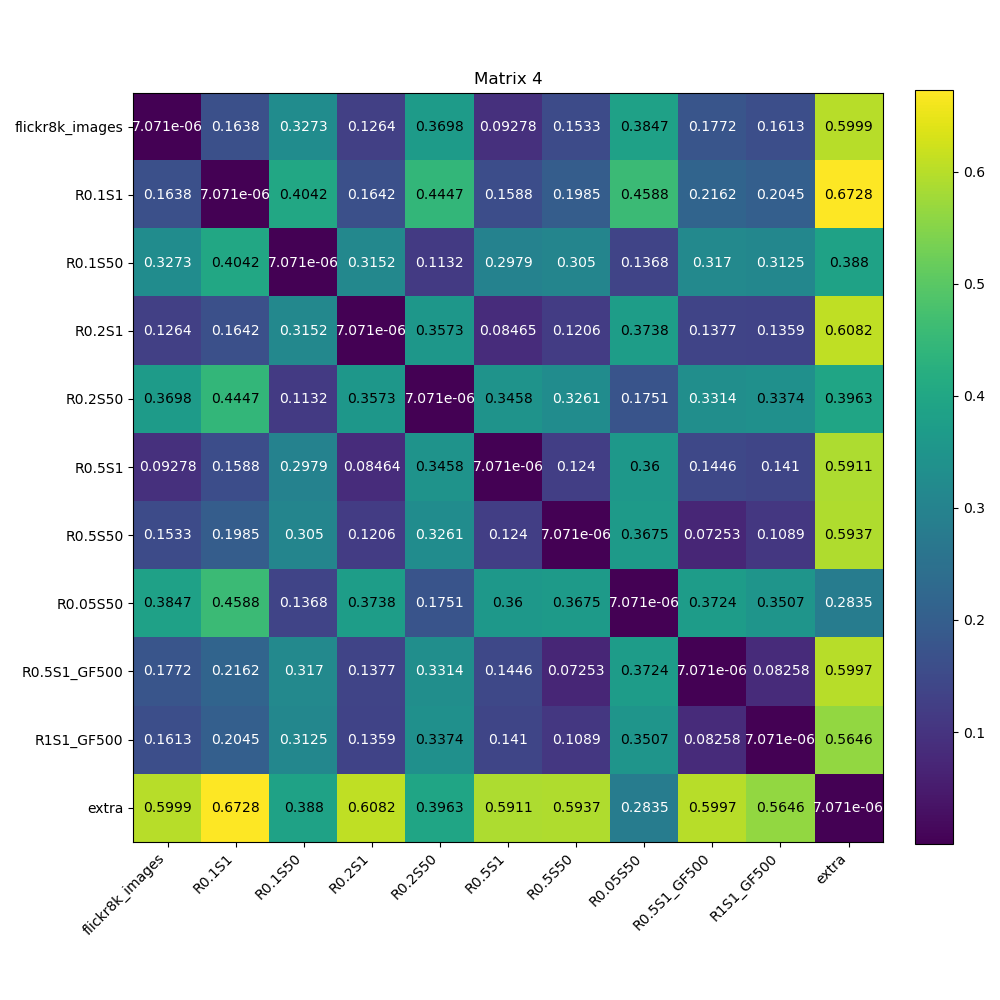 Matrix 4
flickr8k_images 7.071e-06 0.1638 0.3273 0.1264 0.3698 0.09278 0.1533 0.3847 0.1772 0.1613 0.5999
R0.1S1 0.1638 7.071e-06 0.4042 0.1642 0.4447 0.1588 0.1985 0.4588 0.2162 0.2045 0.6728
R0.1S50 0.3273 0.4042 7.071e-06 0.3152 0.1132 0.2979 0.305 0.1368 0.317 0.3125 0.388
R0.2S1 0.1264 0.1642 0.3152 7.071e-06 0.3573 0.08465 0.1206 0.3738 0.1377 0.1359 0.6082
R0.2S50 0.3698 0.4447 0.1132 0.3573 7.071e-06 0.3458 0.3261 0.1751 0.3314 0.3374 0.3963
R0.5S1 0.09278 0.1588 0.2979 0.08464 0.3458 7.071e-06 0.124 0.36 0.1446 0.141 0.5911
R0.5S50 0.1533 0.1985 0.305 0.1206 0.3261 0.124 7.071e-06 0.3675 0.07253 0.1089 0.5937
R0.05S50 0.3847 0.4588 0.1368 0.3738 0.1751 0.36 0.3675 7.071e-06 0.3724 0.3507 0.2835
R0.5S1_GF500 0.1772 0.2162 0.317 0.1377 0.3314 0.1446 0.07253 0.3724 7.071e-06 0.08258 0.5997
R1S1_GF500 0.1613 0.2045 0.3125 0.1359 0.3374 0.141 0.1089 0.3507 0.08258 7.071e-06 0.5646
extra 0.5999 0.6728 0.388 0.6082 0.3963 0.5911 0.5937 0.2835 0.5997 0.5646 7.071e-06
flickr8k_images R0.1S1 R0.1S50 R0.2S1 R0.2S50 R0.5S1 R0.5S50 R0.05S50 R0.5S1_GF500 R1S1_GF500 extra
0.6
0.5
0.4
0.3
0.2
0.1